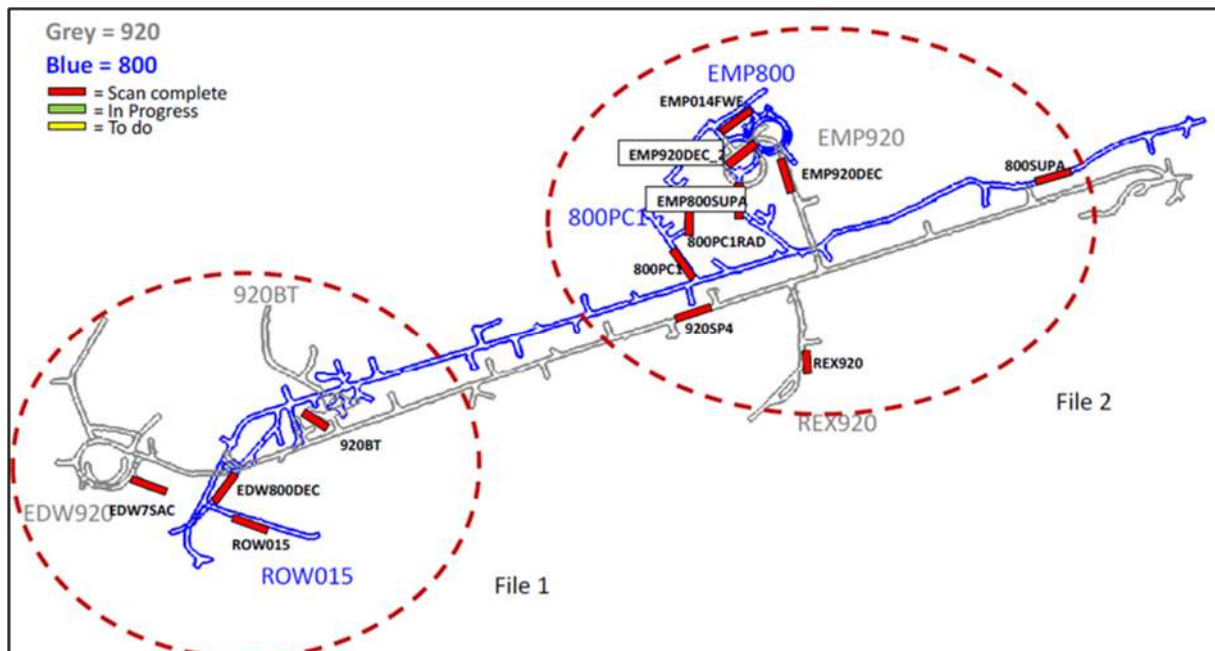 Grey = 920
Blue = 800
= Scan complete
= In Progress
= To do
EMP800
EMP014FWE
EMP920
EMP920DEC_2
EMP920DEC
800SUPA
EMP800SUPA
800PC1
800PC1RAD
800PC1
920BT
920SP4
REX920
File 2
REX920
920BT
EDW920
EDW7SAC
EDW800DEC
ROW015
ROW015
File 1